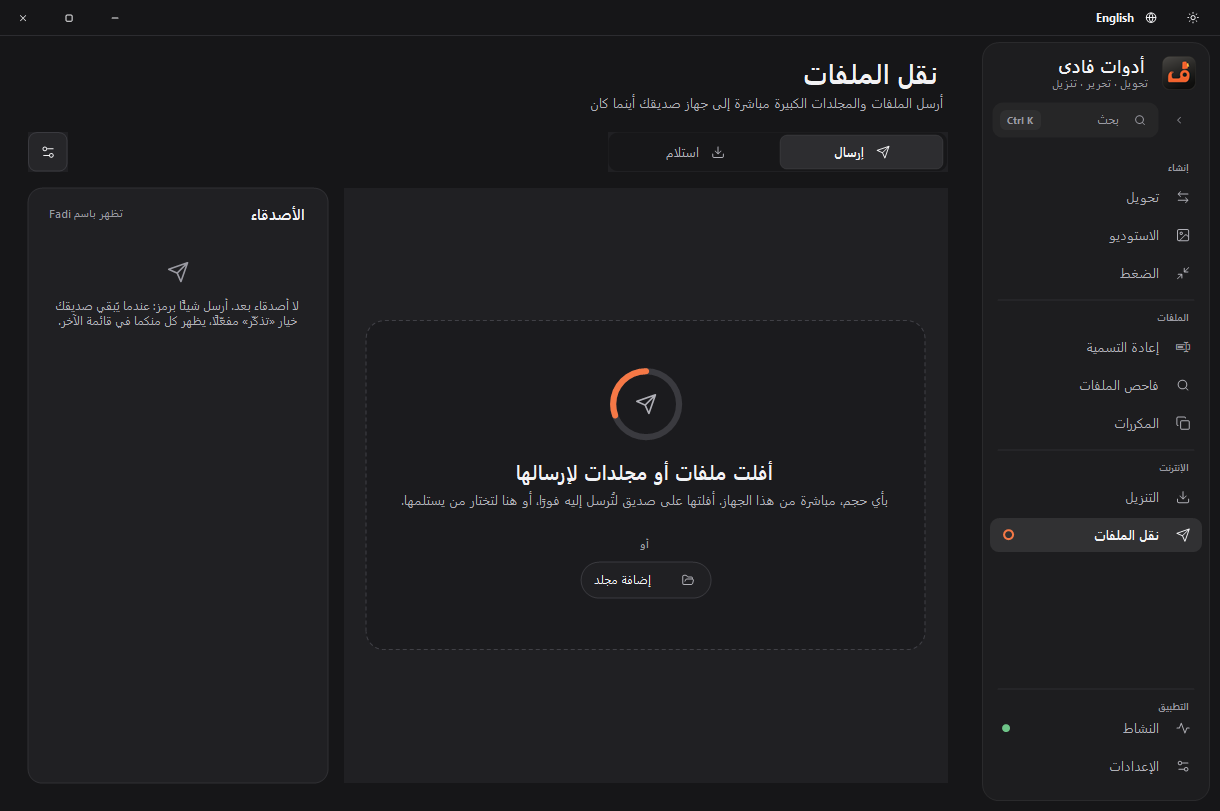 English
أدوات فادي
تحويل · تحرير · تنزيل
بحث
Ctrl K
إنشاء
تحويل
الاستوديو
الضغط
الملفات
إعادة التسمية
فاحص الملفات
المكررات
الإنترنت
التنزيل
نقل الملفات
التطبيق
النشاط
الإعدادات
نقل الملفات
أرسل الملفات والمجلدات الكبيرة مباشرة إلى جهاز صديقك أينما كان
إرسال
استلام
أفلت ملفات أو مجلدات لإرسالها
بأي حجم، مباشرة من هذا الجهاز. أفلتها على صديق لتُرسل إليه فورًا، أو هنا لتختار من يستلمها.
أو
إضافة مجلد
الأصدقاء
تظهر باسم Fadi
لا أصدقاء بعد. أرسل شيئًا برمز: عندما يُبقي صديقك
خيار «تذكّر» مفعّلًا، يظهر كل منكما في قائمة الآخر.